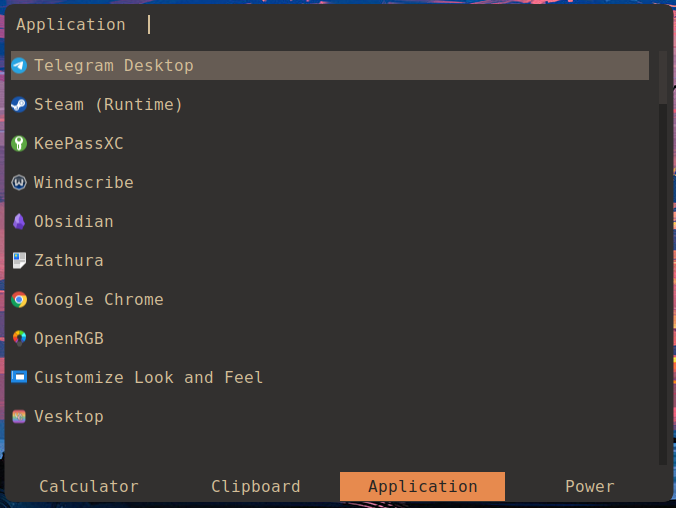 Application
Telegram Desktop
Steam (Runtime)
KeePassXC
Windscribe
Obsidian
Zathura
Google Chrome
OpenRGB
Customize Look and Feel
Vesktop
Calculator Clipboard Application Power